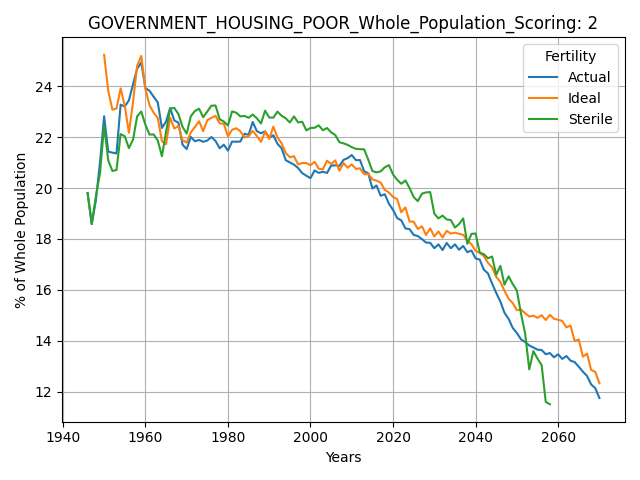 GOVERNMENT_HOUSING_POOR_Whole_Population_Scoring: 2
% of Whole Population
24
22
20
18
16
14
12
Fertility
Actual
Ideal
Sterile
1940 1960 1980 2000 2020 2040 2060
Years